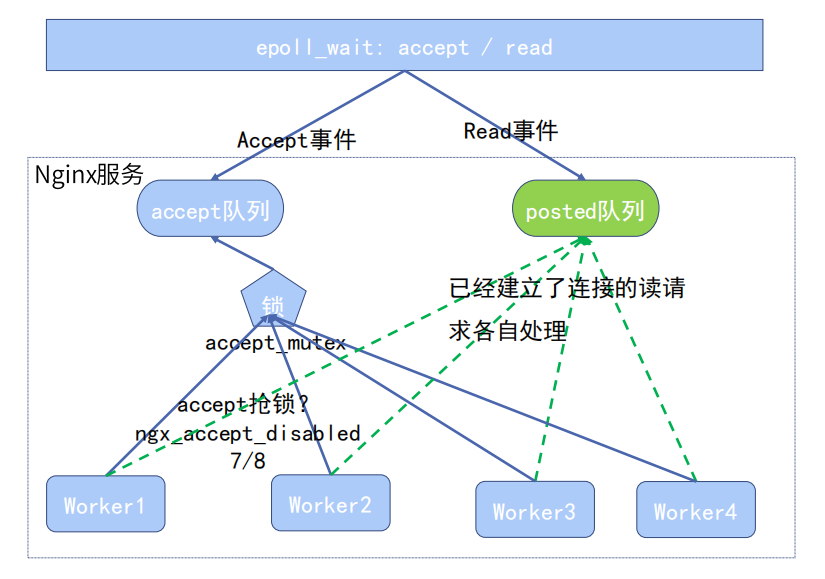 epoll_wait: accept / read
Accept事件
Read事件
Nginx服务
accept队列
posted队列
锁
已经建立了连接的读请
求各自处理
accept_mutex
accept抢锁?
ngx_accept_disabled
7/8
Worker1
Worker2
Worker3
Worker4